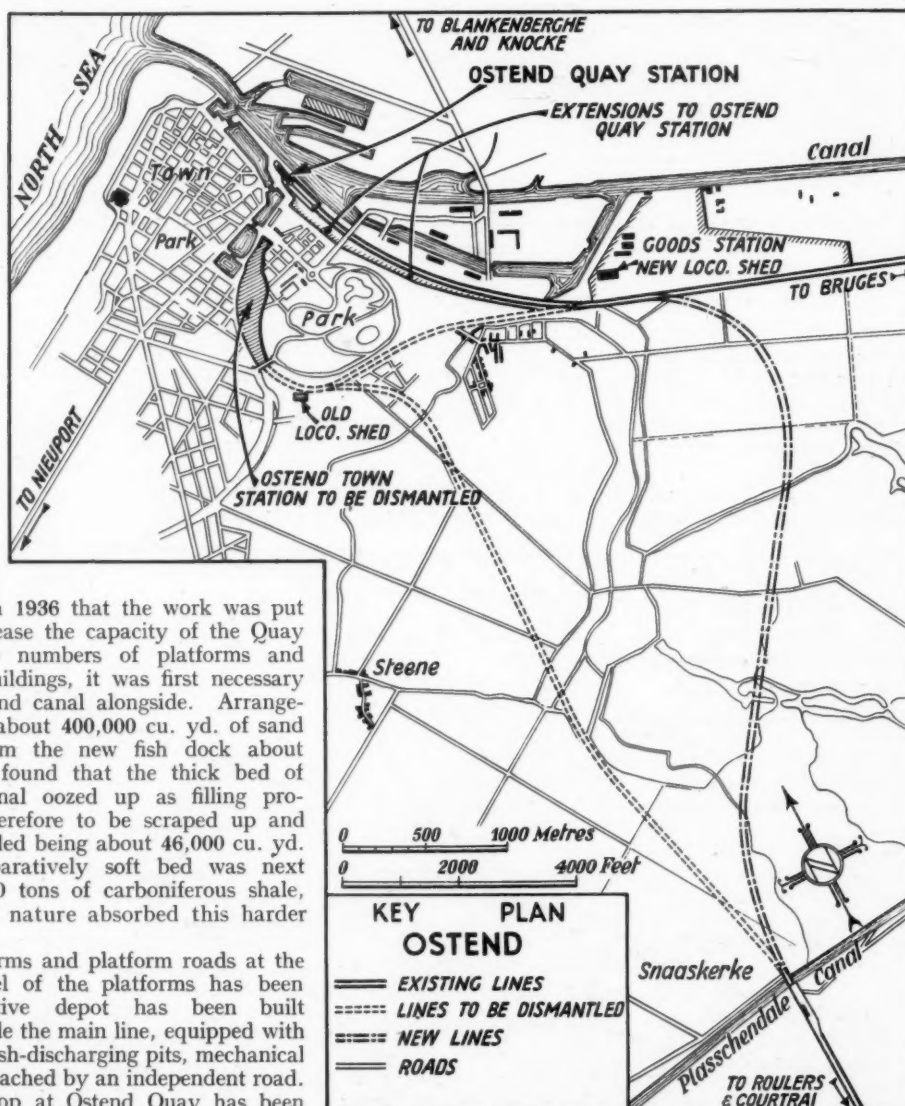 TO BLANKENBERGHE
AND KNOCKE
OSTEND QUAY STATION
EXTENSIONS TO OSTEND
QUAY STATION
NORTH SEA
Town
Park
Canal
GOODS STATION
NEW LOCO. SHED
TO BRUGES
Park
OLD
LOCO. SHED
TO NIEUPORT
OSTEND TOWN
STATION TO BE DISMANTLED
Steene
0 500 1000 Metres
0 2000 4000 Feet
KEY PLAN
OSTEND
EXISTING LINES
LINES TO BE DISMANTLED
NEW LINES
ROADS
Snaaskerke
N
Plasschendale Canal
TO ROULERS
& COURTRAI
n 1936 that the work was put
ease the capacity of the Quay
numbers of platforms and
uildings, it was first necessary
nd canal alongside. Arrange-
about 400,000 cu. yd. of sand
om the new fish dock about
found that the thick bed of
nal oozed up as filling pro-
erefore to be scraped up and
led being about 46,000 cu. yd.
paratively soft bed was next
0 tons of carboniferous shale,
nature absorbed this harder
rms and platform roads at the
el of the platforms has been
tive depot has been built
de the main line, equipped with
sh-discharging pits, mechanical
ached by an independent road.
op at Ostend Quay has been